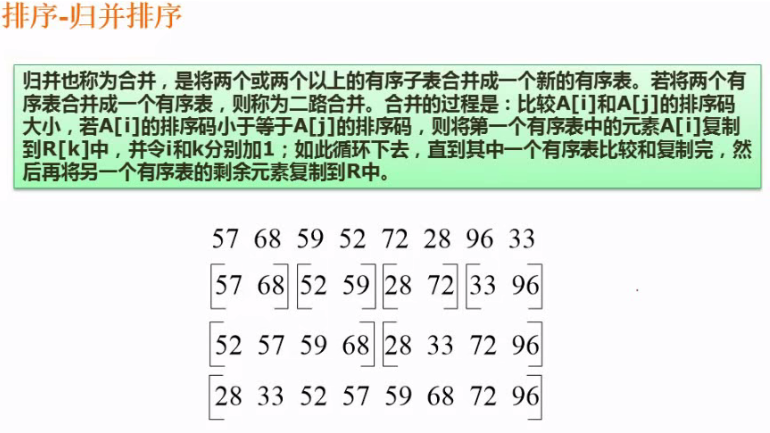 排序-归并排序
归并也称为合并，是将两个或两个以上的有序子表合并成一个新的有序表。若将两个有
序表合并成一个有序表，则称为二路合并。合并的过程是：比较A[i]和A[j]的排序码
大小，若A[i]的排序码小于等于A[j]的排序码，则将第一个有序表中的元素A[i]复制
到R[k]中，并令i和k分别加1；如此循环下去，直到其中一个有序表比较和复制完，然
后再将另一个有序表的剩余元素复制到R中。
57 68 59 52 72 28 96 33
[57 68] [52 59] [28 72] [33 96]
[52 57 59 68] [28 33 72 96]
[28 33 52 57 59 68 72 96]